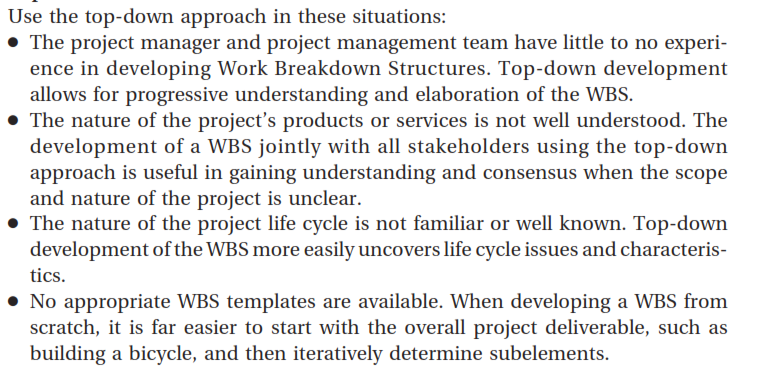 Use the top-down approach in these situations:
● The project manager and project management team have little to no experi-
ence in developing Work Breakdown Structures. Top-down development
allows for progressive understanding and elaboration of the WBS.
● The nature of the project’s products or services is not well understood. The
development of a WBS jointly with all stakeholders using the top-down
approach is useful in gaining understanding and consensus when the scope
and nature of the project is unclear.
● The nature of the project life cycle is not familiar or well known. Top-down
development of the WBS more easily uncovers life cycle issues and characteris-
tics.
● No appropriate WBS templates are available. When developing a WBS from
scratch, it is far easier to start with the overall project deliverable, such as
building a bicycle, and then iteratively determine subelements.